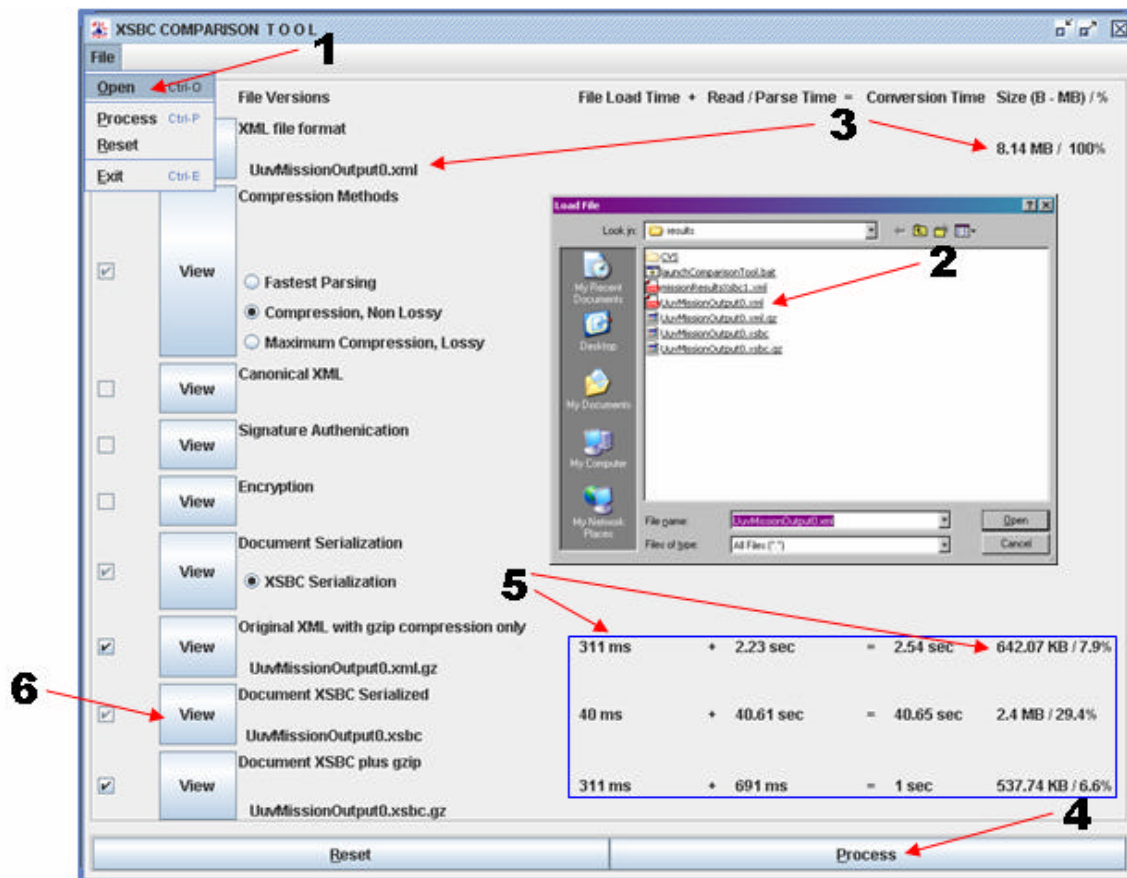 XSBC COMPARISON T O O L
1
File
Open Ctrl-O
Process Ctrl-P
Reset
Exit Ctrl-E
File Versions File Load Time + Read / Parse Time = Conversion Time Size (B - MB) / %
XML file format
3
8.14 MB / 100%
UuvMissionOutput0.xml
Compression Methods
View
Fastest Parsing
Compression, Non Lossy
Maximum Compression, Lossy
Load File
Look in: results
2
CVS
launchComparisonTool.bat
missionResultsXsbc1.xml
UuvMissionOutput0.xml
UuvMissionOutput0.xml.gz
UuvMissionOutput0.xsbc
UuvMissionOutput0.xsbc.gz
My Recent
Documents
Desktop
My Documents
My Computer
My Network
Places
File name: UuvMissionOutput0.xml Open
Files of type: All Files (*.*) Cancel
Canonical XML
View
Signature Authenication
View
Encryption
View
Document Serialization
View
XSBC Serialization
5
Original XML with gzip compression only
View
311 ms + 2.23 sec = 2.54 sec 642.07 KB / 7.9%
UuvMissionOutput0.xml.gz
6
Document XSBC Serialized
View
40 ms + 40.61 sec = 40.65 sec 2.4 MB / 29.4%
UuvMissionOutput0.xsbc
Document XSBC plus gzip
View
311 ms + 691 ms = 1 sec 537.74 KB / 6.6%
UuvMissionOutput0.xsbc.gz
4
Reset Process